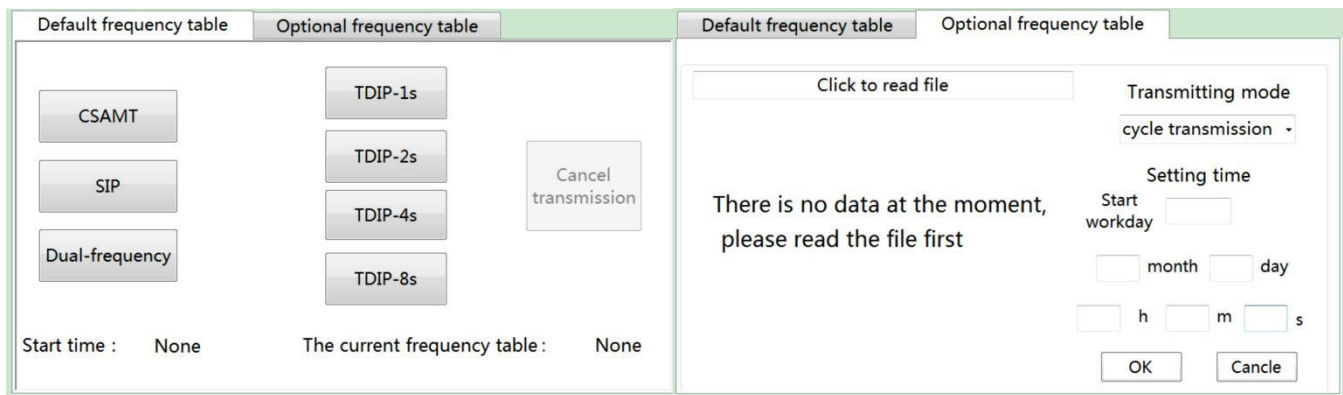 Default frequency table
Optional frequency table
CSAMT
SIP
Dual-frequency
TDIP-1s
TDIP-2s
TDIP-4s
TDIP-8s
Cancel
transmission
Start time : None
The current frequency table : None
Default frequency table
Optional frequency table
Click to read file
There is no data at the moment,
please read the file first
Transmitting mode
cycle transmission
Setting time
Start
workday
month day
h m s
OK Cancle